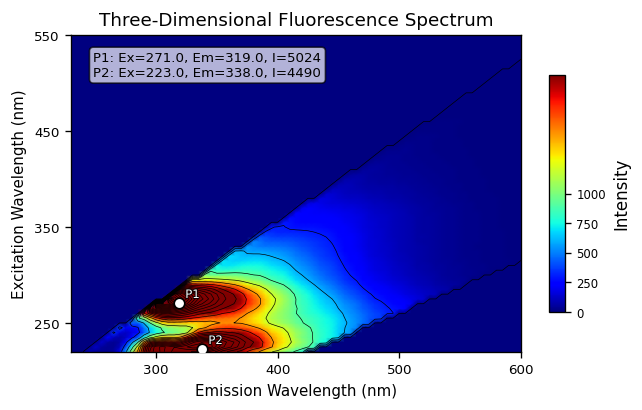 Three-Dimensional Fluorescence Spectrum
P1: Ex=271.0, Em=319.0, I=5024
P2: Ex=223.0, Em=338.0, I=4490
550
450
350
250
Excitation Wavelength (nm)
P1
P2
300
400
500
600
Emission Wavelength (nm)
1000
750
500
250
0
Intensity